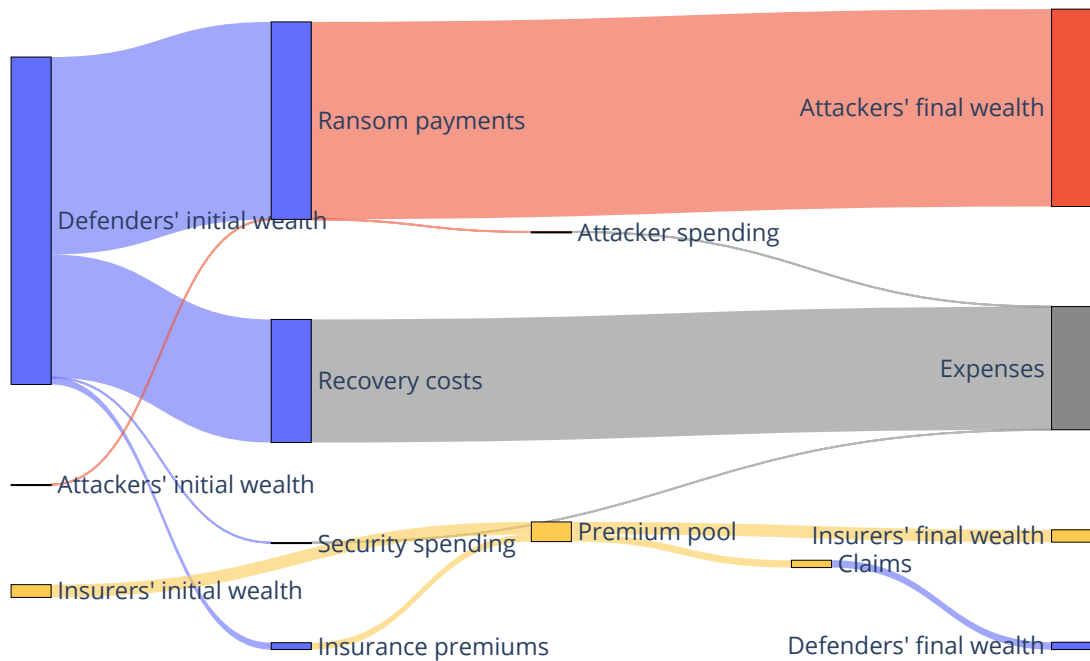 Attackers' final wealth
Ransom payments
Defenders' initial wealth
Attacker spending
Expenses
Recovery costs
Attackers' initial wealth
Premium pool
Insurers' final wealth
Security spending
Claims
Insurers' initial wealth
Insurance premiums
Defenders' final wealth